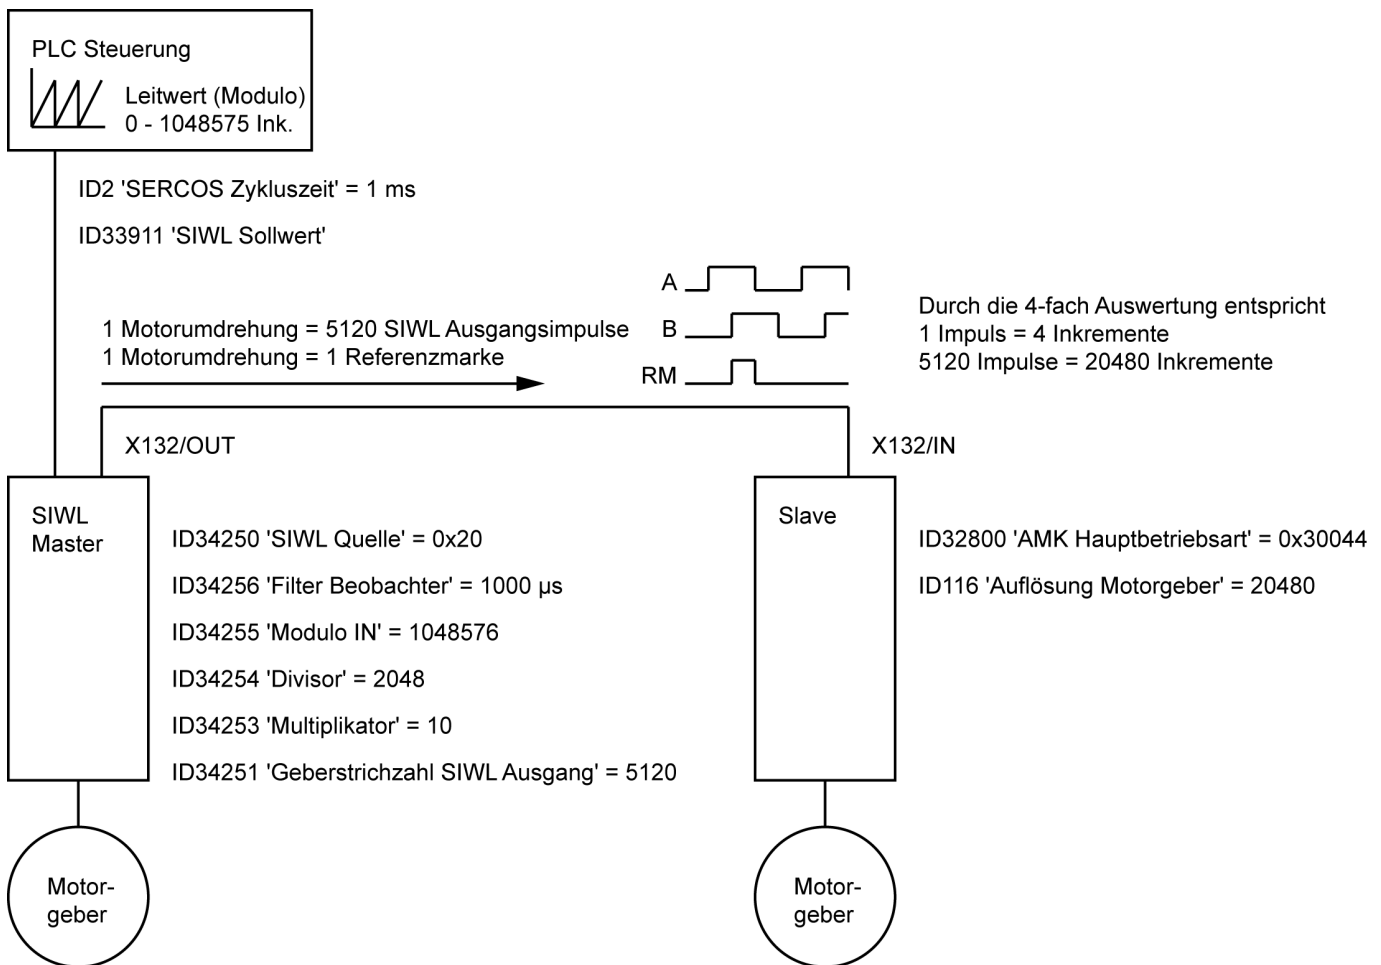 PLC Steuerung
Leitwert (Modulo)
0 - 1048575 Ink.
ID2 'SERCOS Zykluszeit' = 1 ms
ID33911 'SIWL Sollwert'
1 Motorumdrehung = 5120 SIWL Ausgangsimpulse
1 Motorumdrehung = 1 Referenzmarke
A
B
RM
Durch die 4-fach Auswertung entspricht
1 Impuls = 4 Inkremente
5120 Impulse = 20480 Inkremente
X132/OUT
X132/IN
SIWL
Master
ID34250 'SIWL Quelle' = 0x20
ID34256 'Filter Beobachter' = 1000 µs
ID34255 'Modulo IN' = 1048576
ID34254 'Divisor' = 2048
ID34253 'Multiplikator' = 10
ID34251 'Geberstrichzahl SIWL Ausgang' = 5120
Slave
ID32800 'AMK Hauptbetriebsart' = 0x30044
ID116 'Auflösung Motorgeber' = 20480
Motor-
geber
Motor-
geber